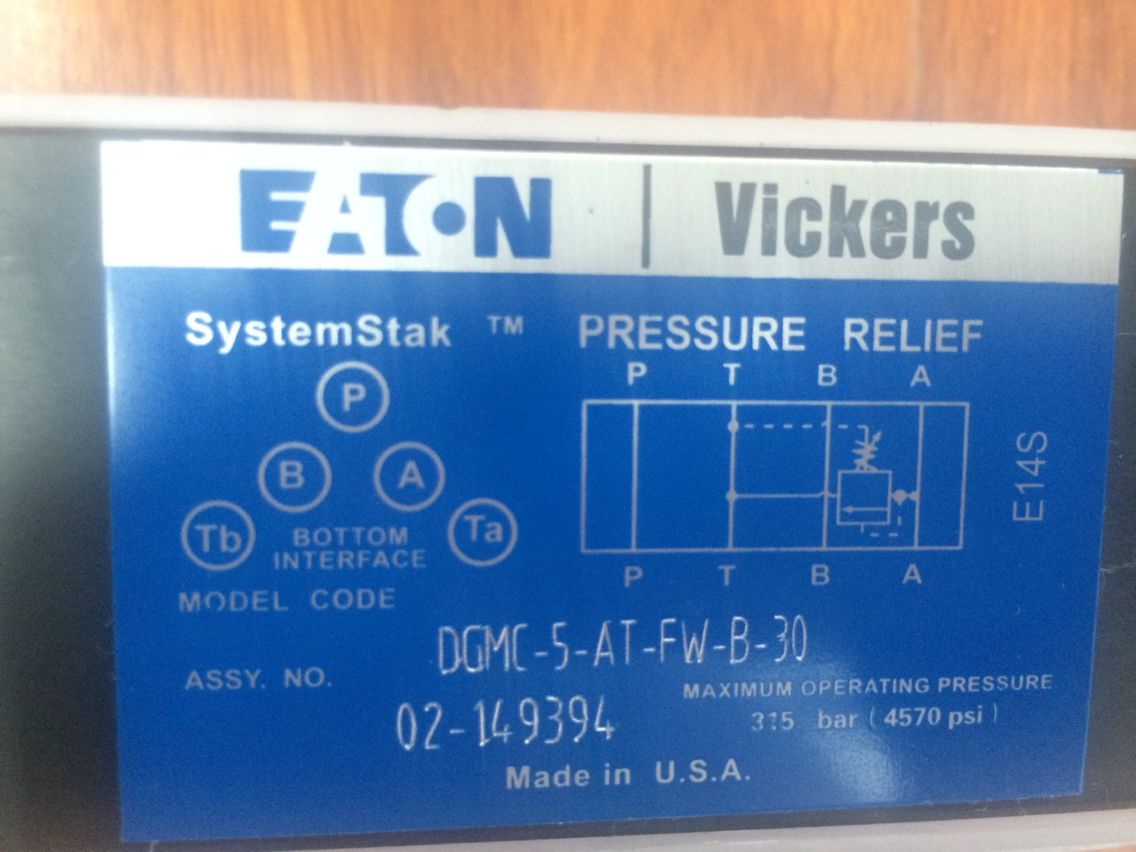 EATON | Vickers
SystemStak ™ PRESSURE RELIEF
P T B A
P
B A
Tb Ta
BOTTOM
INTERFACE
E14S
P T B A
MODEL CODE
DGMC-5-AT-FW-B-30
ASSY. NO.
02-149394
MAXIMUM OPERATING PRESSURE
315 bar (4570 psi)
Made in U.S.A.